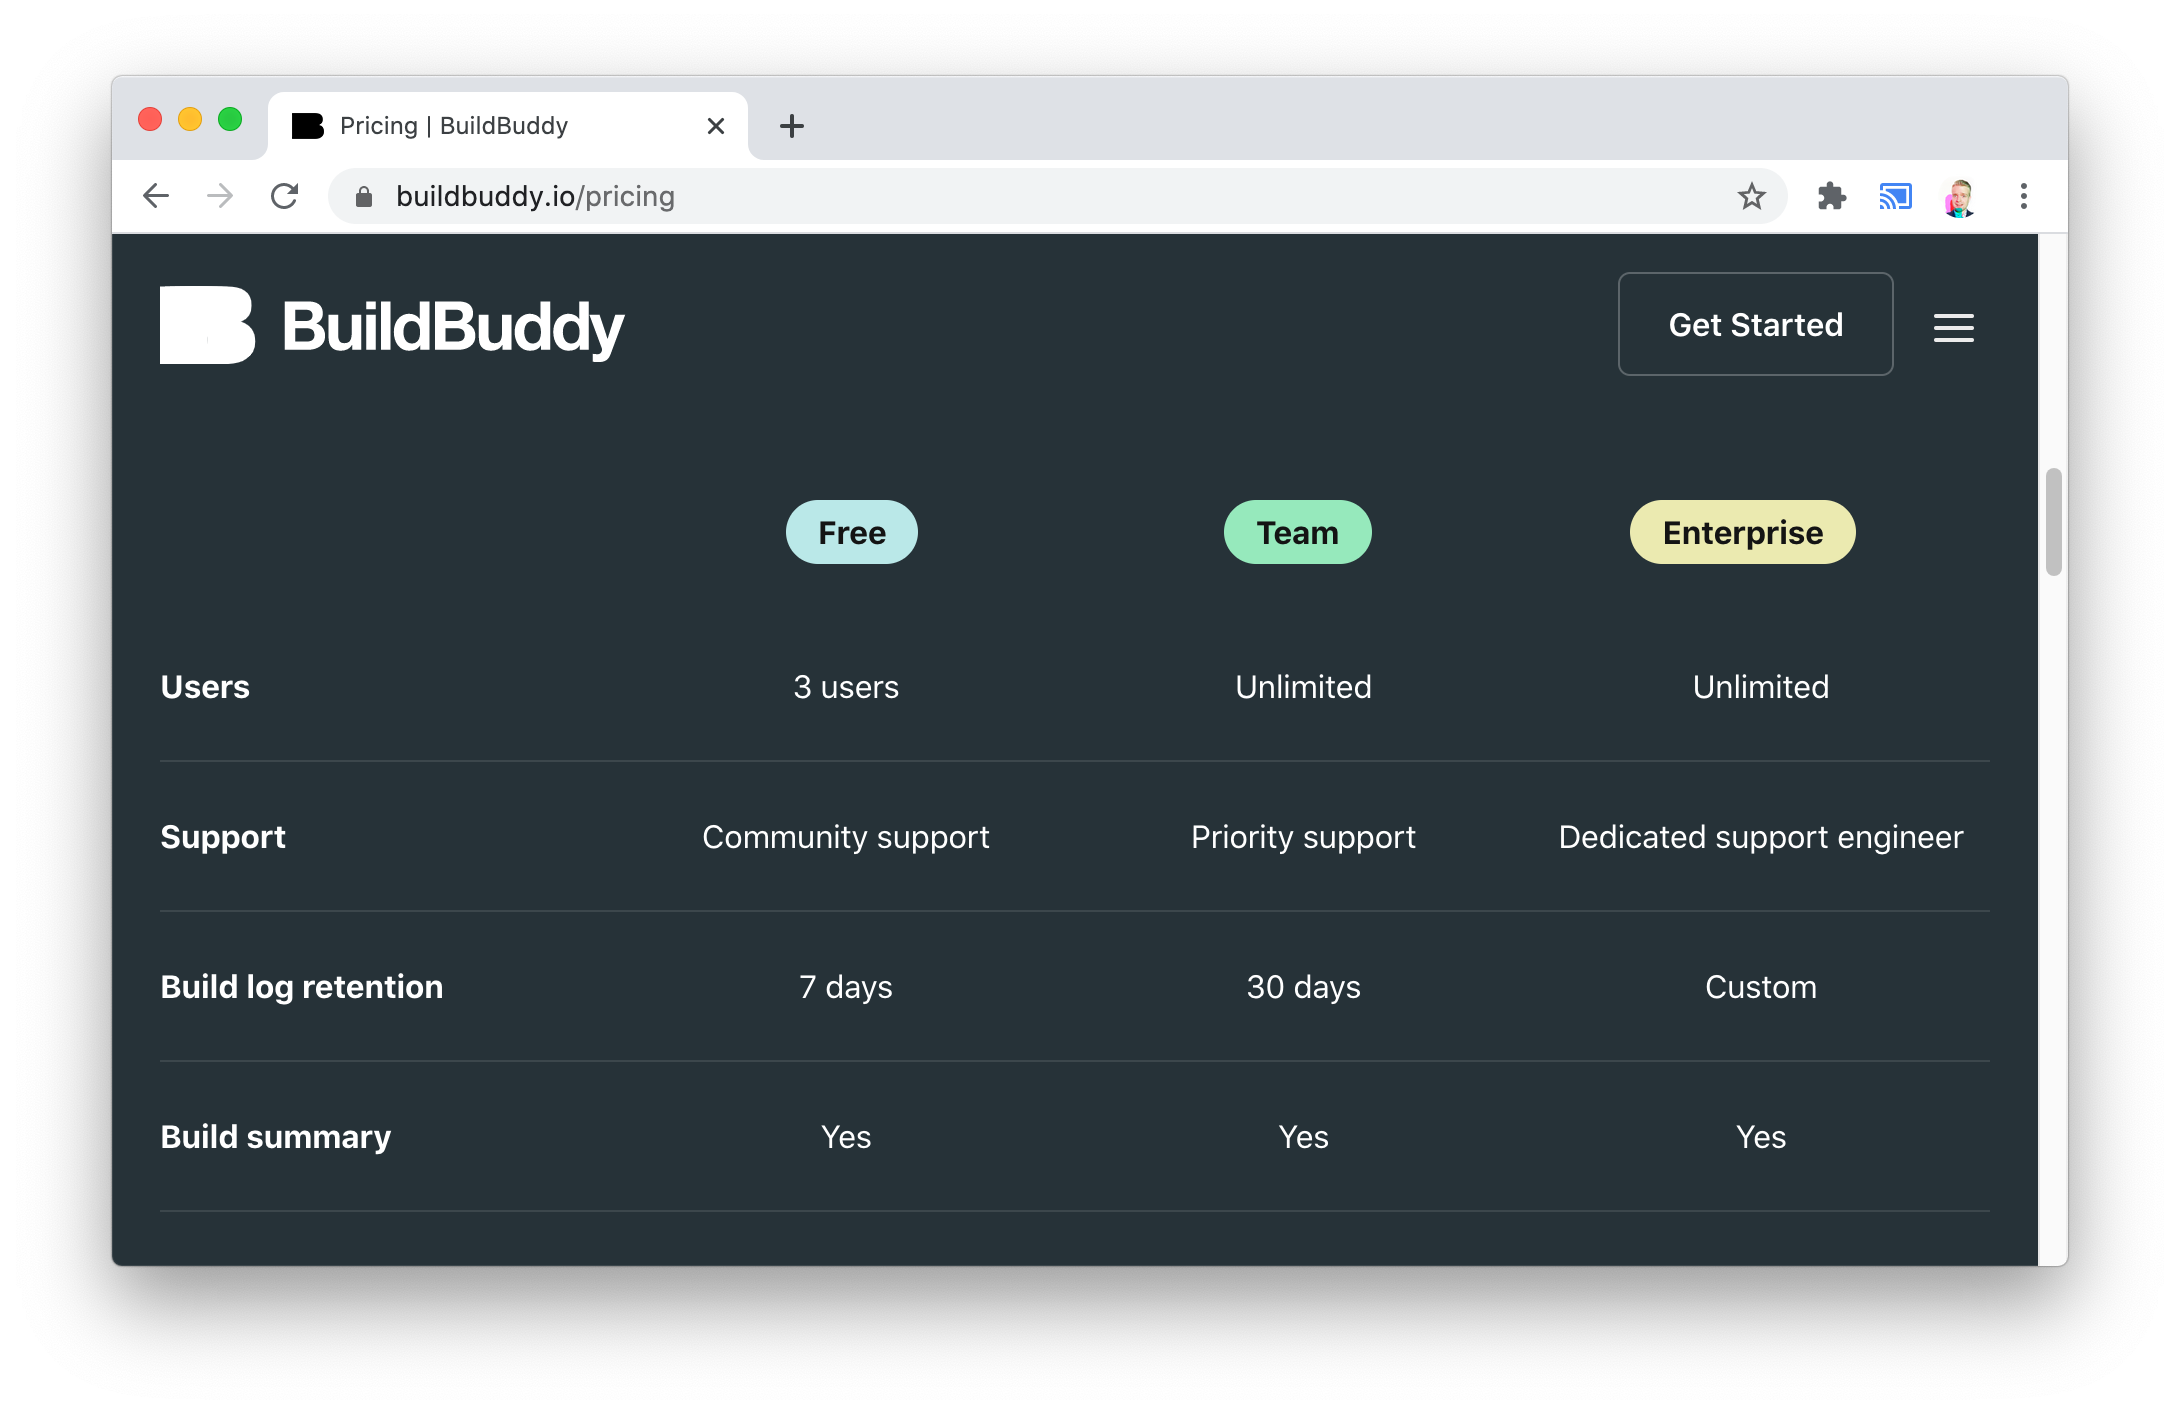 Pricing | BuildBuddy
buildbuddy.io/pricing
BuildBuddy
Get Started
Free Team Enterprise
Users 3 users Unlimited Unlimited
Support Community support Priority support Dedicated support engineer
Build log retention 7 days 30 days Custom
Build summary Yes Yes Yes